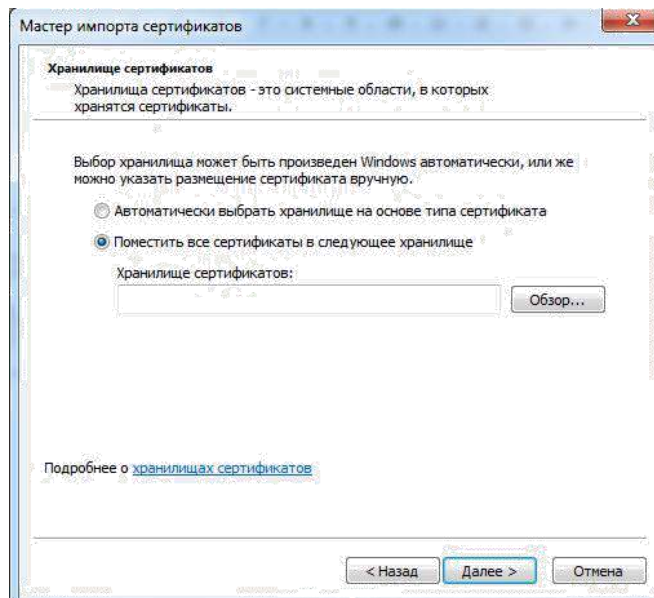 Мастер импорта сертификатов
Хранилище сертификатов
Хранилища сертификатов - это системные области, в которых
хранятся сертификаты.
Выбор хранилища может быть произведен Windows автоматически, или же
можно указать размещение сертификата вручную.
Автоматически выбрать хранилище на основе типа сертификата
Поместить все сертификаты в следующее хранилище
Хранилище сертификатов:
Обзор...
Подробнее о хранилищах сертификатов
< Назад Далее > Отмена